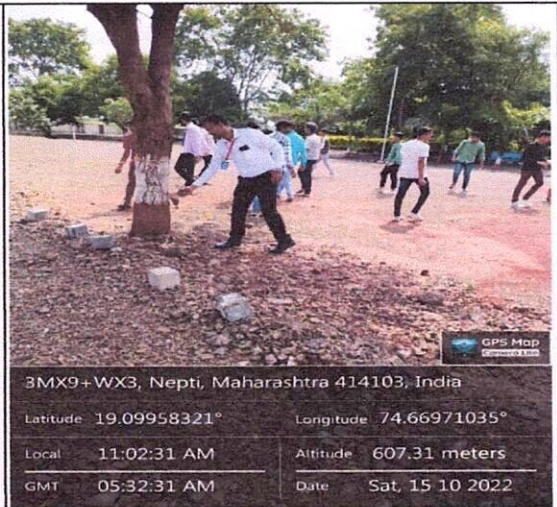 GPS Map
Camera Lite
3MX9+WX3, Nepti, Maharashtra 414103, India
Latitude 19.09958321°
Longitude 74.66971035°
Local 11:02:31 AM
Altitude 607.31 meters
GMT 05:32:31 AM
Date Sat, 15 10 2022